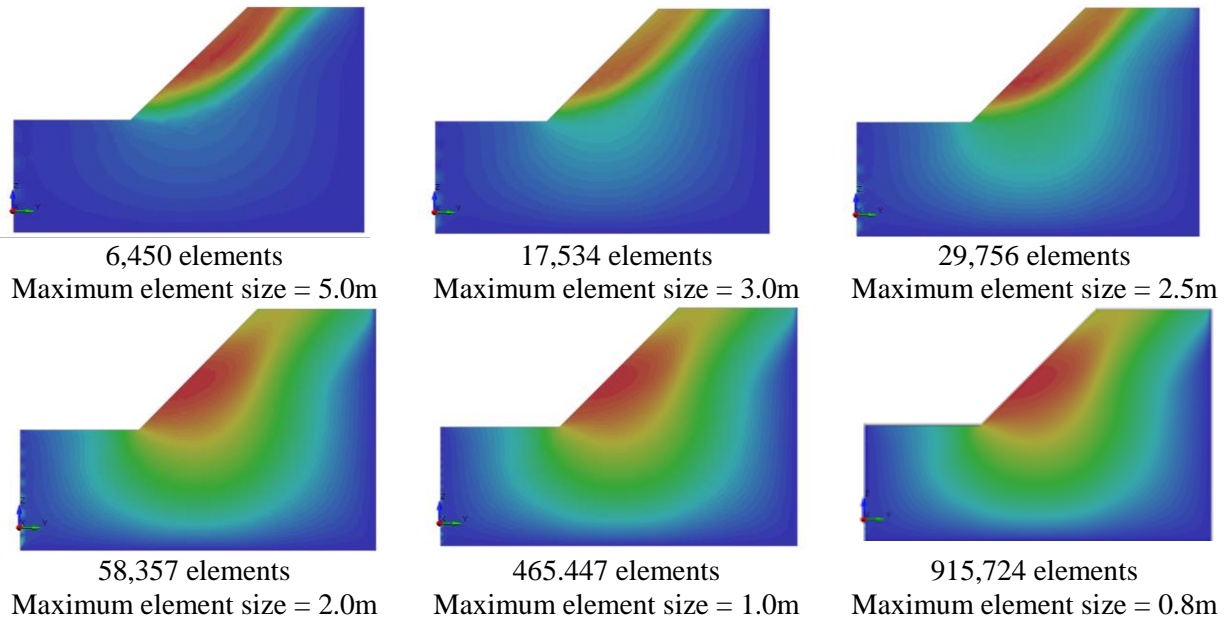 6,450 elements
Maximum element size = 5.0m
17,534 elements
Maximum element size = 3.0m
29,756 elements
Maximum element size = 2.5m
58,357 elements
Maximum element size = 2.0m
465.447 elements
Maximum element size = 1.0m
915,724 elements
Maximum element size = 0.8m